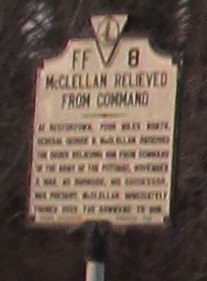 FF 8
McCLELLAN RELIEVED
FROM COMMAND
AT RECTORTOWN, FOUR MILES NORTH,
GENERAL GEORGE B. McCLELLAN RECEIVED
THE ORDER RELIEVING HIM FROM COMMAND
OF THE ARMY OF THE POTOMAC, NOVEMBER
7, 1862. AS BURNSIDE, HIS SUCCESSOR,
WAS PRESENT, McCLELLAN IMMEDIATELY
TURNED OVER THE COMMAND TO HIM.